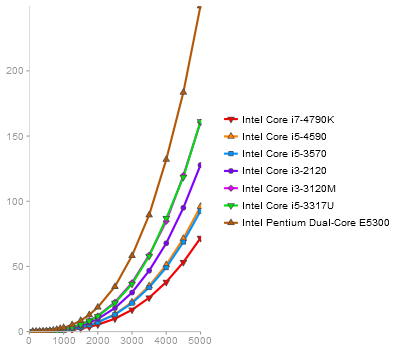 200
150
100
50
0
0 1000 2000 3000 4000 5000
Intel Core i7-4790K
Intel Core i5-4590
Intel Core i5-3570
Intel Core i3-2120
Intel Core i3-3120M
Intel Core i5-3317U
Intel Pentium Dual-Core E5300